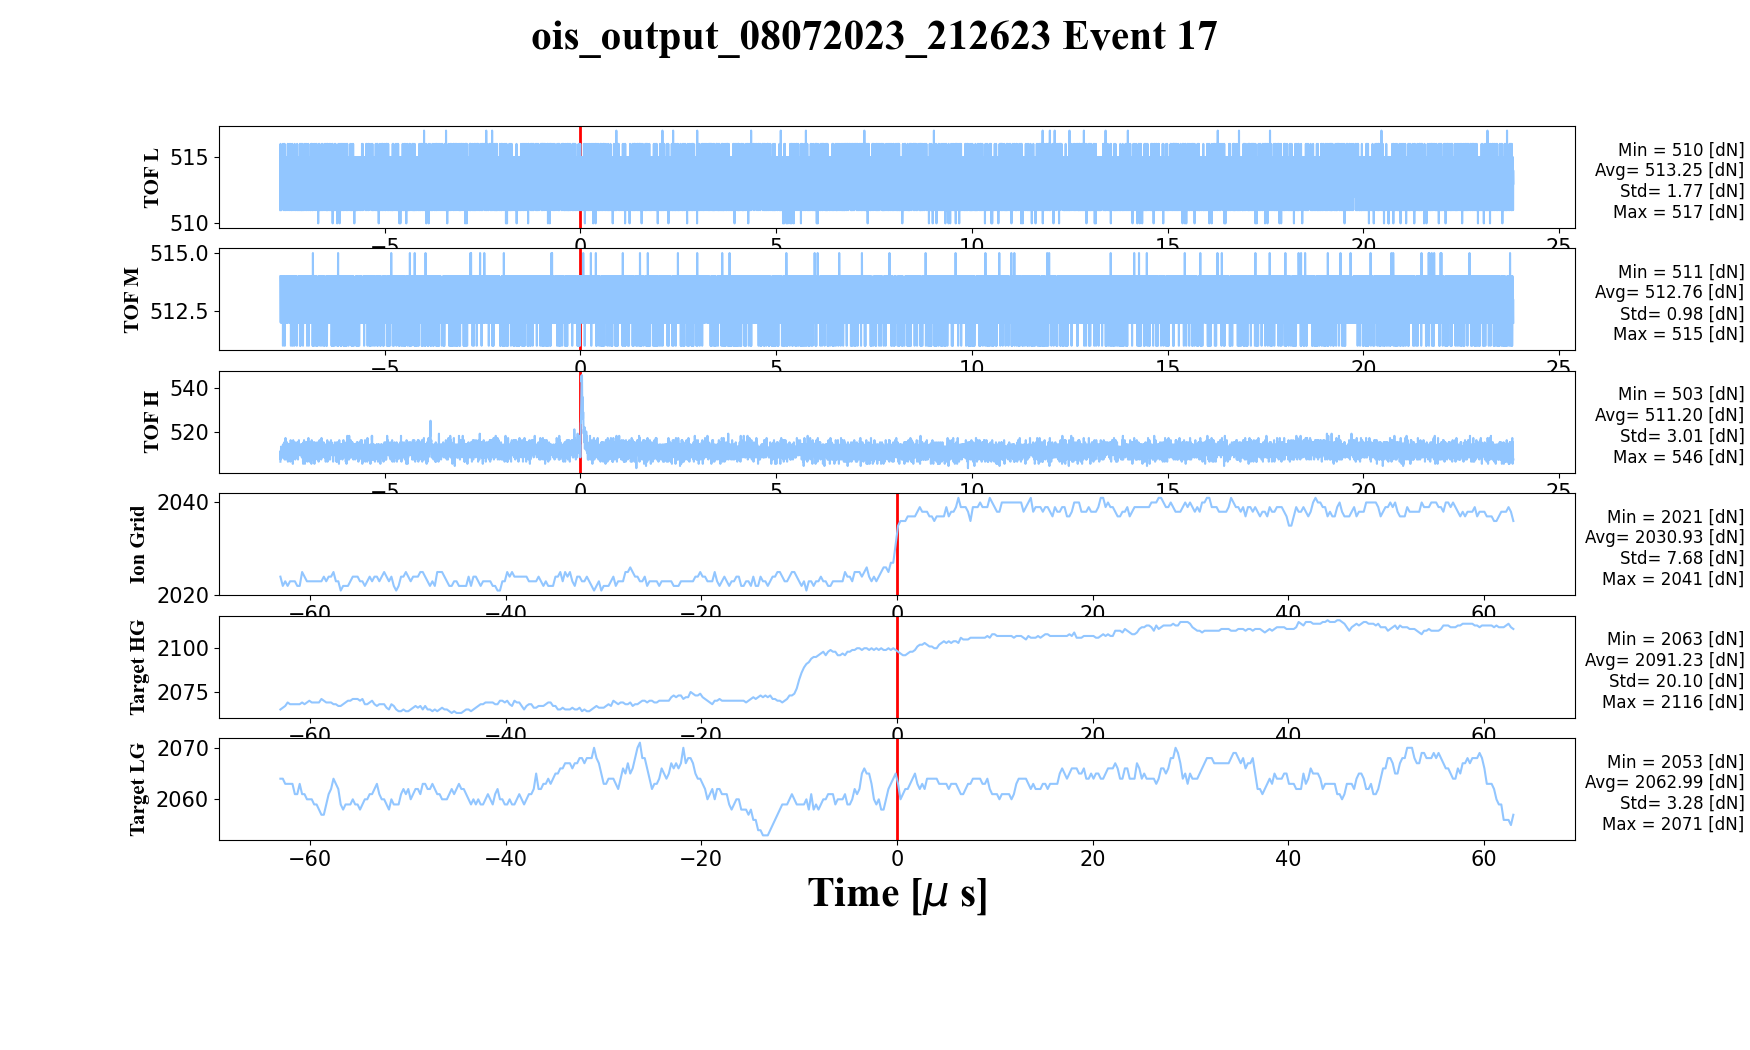 ois_output_08072023_212623 Event 17
TOF L
515
510
Min = 510 [dN]
Avg= 513.25 [dN]
Std= 1.77 [dN]
Max = 517 [dN]
−5 0 5 10 15 20 25
TOF M
515.0
512.5
Min = 511 [dN]
Avg= 512.76 [dN]
Std= 0.98 [dN]
Max = 515 [dN]
−5 0 5 10 15 20 25
TOF H
540
520
Min = 503 [dN]
Avg= 511.20 [dN]
Std= 3.01 [dN]
Max = 546 [dN]
−5 0 5 10 15 20 25
Ion Grid
2040
2020
Min = 2021 [dN]
Avg= 2030.93 [dN]
Std= 7.68 [dN]
Max = 2041 [dN]
−60 −40 −20 0 20 40 60
Target HG
2100
2075
Min = 2063 [dN]
Avg= 2091.23 [dN]
Std= 20.10 [dN]
Max = 2116 [dN]
−60 −40 −20 0 20 40 60
Target LG
2070
2060
Min = 2053 [dN]
Avg= 2062.99 [dN]
Std= 3.28 [dN]
Max = 2071 [dN]
−60 −40 −20 0 20 40 60
Time [μ s]